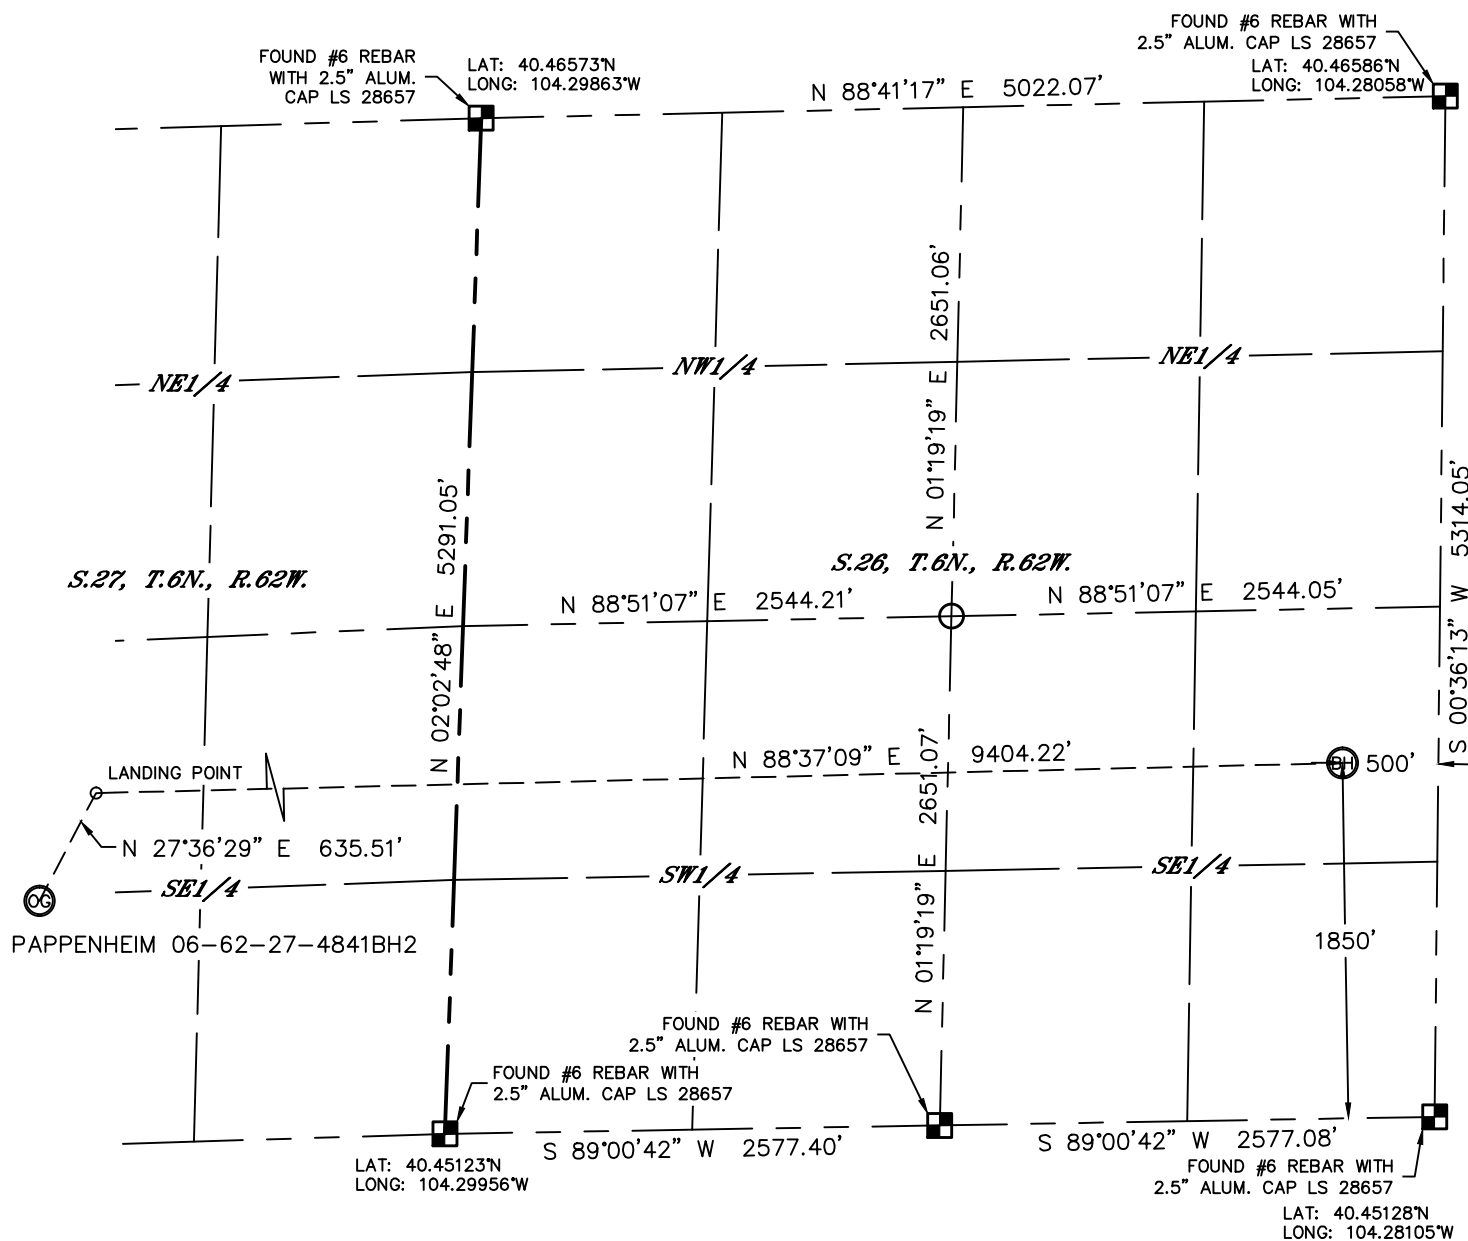 FOUND #6 REBAR WITH
2.5" ALUM. CAP LS 28657
LAT: 40.46586°N
LONG: 104.28058°W
FOUND #6 REBAR
WITH 2.5" ALUM.
CAP LS 28657
LAT: 40.46573°N
LONG: 104.29863°W
N 88°41'17" E 5022.07'
N 01°19'19" E 2651.06'
NE1/4
NW1/4
NE1/4
N 02°02'48" E 5291.05'
S 00°36'13" W 5314.05'
S.27, T.6N., R.62W.
S.26, T.6N., R.62W.
N 88°51'07" E 2544.21'
N 88°51'07" E 2544.05'
LANDING POINT
N 88°37'09" E 9404.22'
BH
500'
N 27°36'29" E 635.51'
N 01°19'19" E 2651.07'
SE1/4
SW1/4
SE1/4
OG
PAPPENHEIM 06-62-27-4841BH2
1850'
FOUND #6 REBAR WITH
2.5" ALUM. CAP LS 28657
FOUND #6 REBAR WITH
2.5" ALUM. CAP LS 28657
S 89°00'42" W 2577.40'
S 89°00'42" W 2577.08'
LAT: 40.45123°N
LONG: 104.29956°W
FOUND #6 REBAR WITH
2.5" ALUM. CAP LS 28657
LAT: 40.45128°N
LONG: 104.28105°W